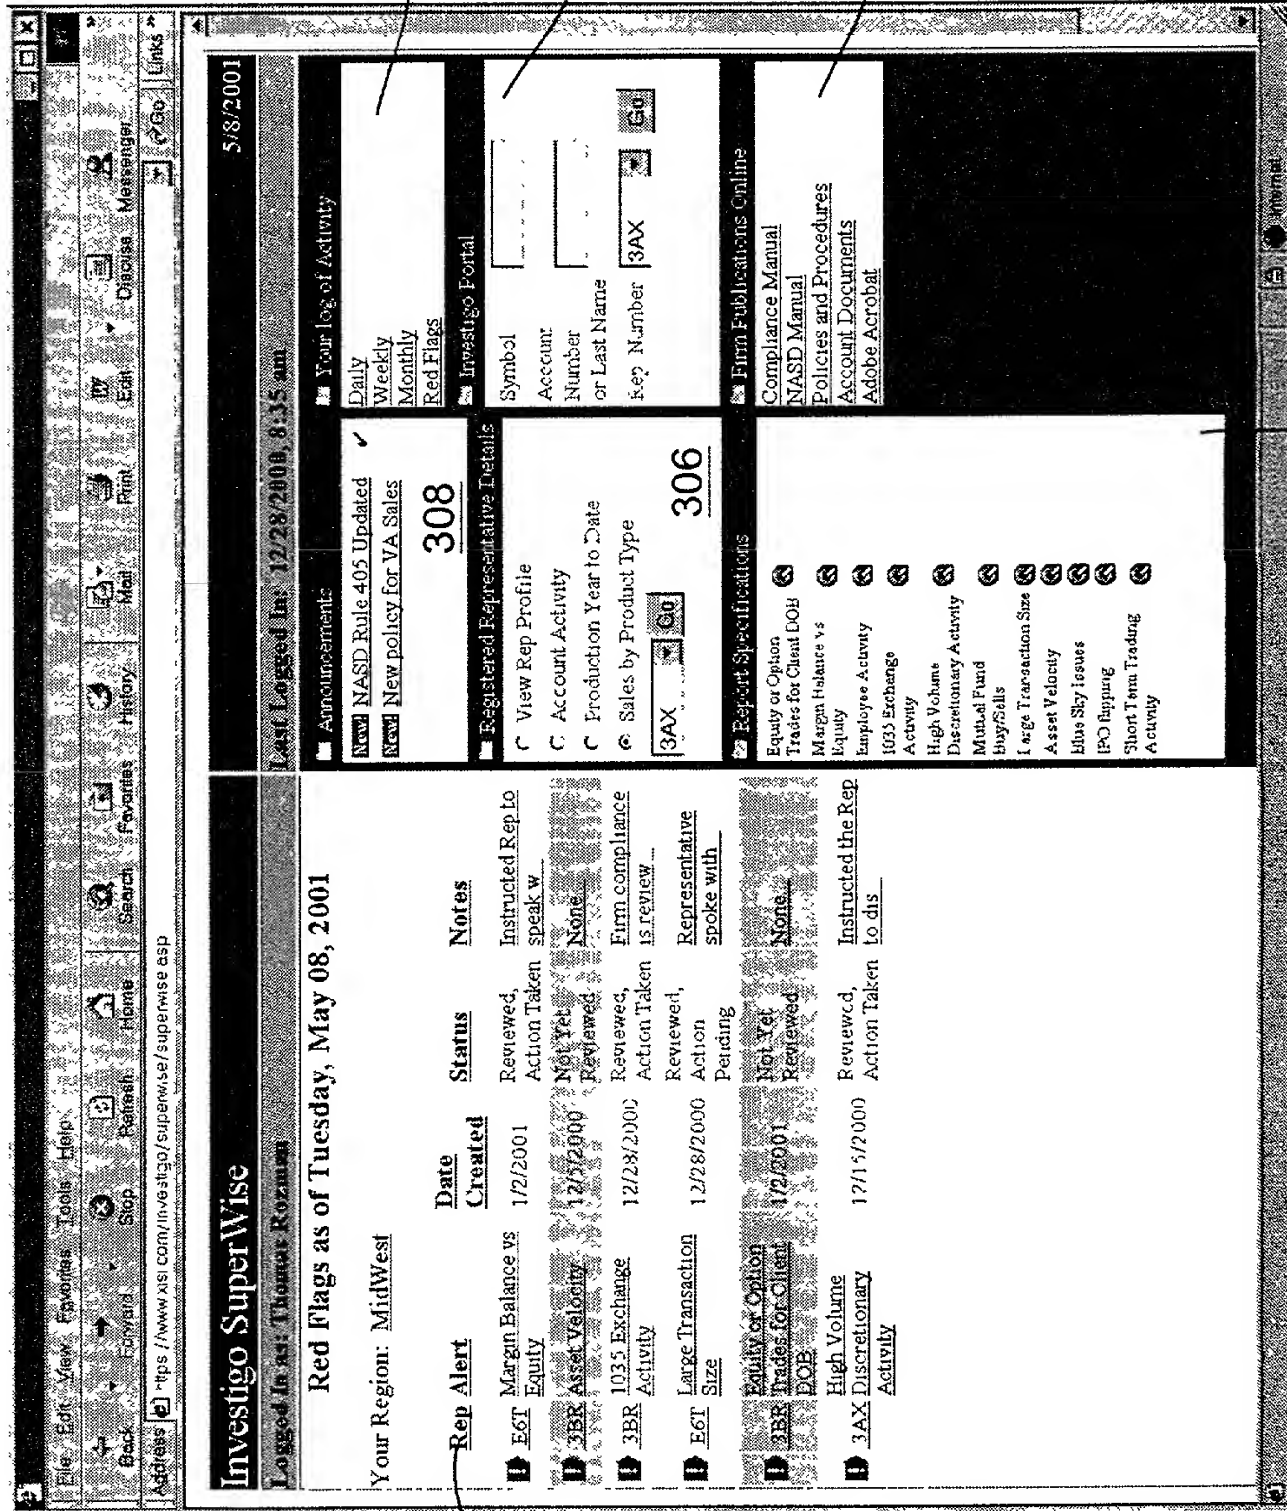 File Edit View Favorites Tools Help
Back Forward Stop Refresh Home Search Favorites History Mail Print Edit Discuss Messenger
Address https://www.xisi.com/investigo/superwise/superwise.asp Go Links
Investigo SuperWise 5/8/2001
Logged In as: Thomas Rozman Last Logged In: 12/28/2000, 8:35 am
Red Flags as of Tuesday, May 08, 2001
Your Region: MidWest
Rep Alert Date Created Status Notes
E6T Margin Balance vs Equity 1/2/2001 Reviewed, Action Taken Instructed Rep to speak w...
3BR Asset Velocity 12/5/2000 Not Yet Reviewed None...
3BR 1035 Exchange Activity 12/28/2000 Reviewed, Action Taken Firm compliance is review...
E6T Large Transaction Size 12/28/2000 Reviewed, Action Pending Representative spoke with...
3BR Equity or Option Trades for Client DOB 1/2/2001 Not Yet Reviewed None...
3AX High Volume Discretionary Activity 12/15/2000 Reviewed, Action Taken Instructed the Rep to dis...
Announcements
New! NASD Rule 405 Updated
New! New policy for VA Sales
308
Registered Representative Details
View Rep Profile
Account Activity
Production Year to Date
Sales by Product Type
3AX Go
306
Report Specifications
Equity or Option
Trades for Client DOB
Margin Balance vs
Equity
Employee Activity
1035 Exchange
Activity
High Volume
Discretionary Activity
Mutual Fund
Buy/Sells
Large Transaction Size
Asset Velocity
Blue Sky Issues
IPO flipping
Short Term Trading
Activity
Your log of Activity
Daily
Weekly
Monthly
Red Flags
Investigo Portal
Symbol
Account
Number
or Last Name
Rep Number 3AX Go
Firm Publications Online
Compliance Manual
NASD Manual
Policies and Procedures
Account Documents
Adobe Acrobat
Internet